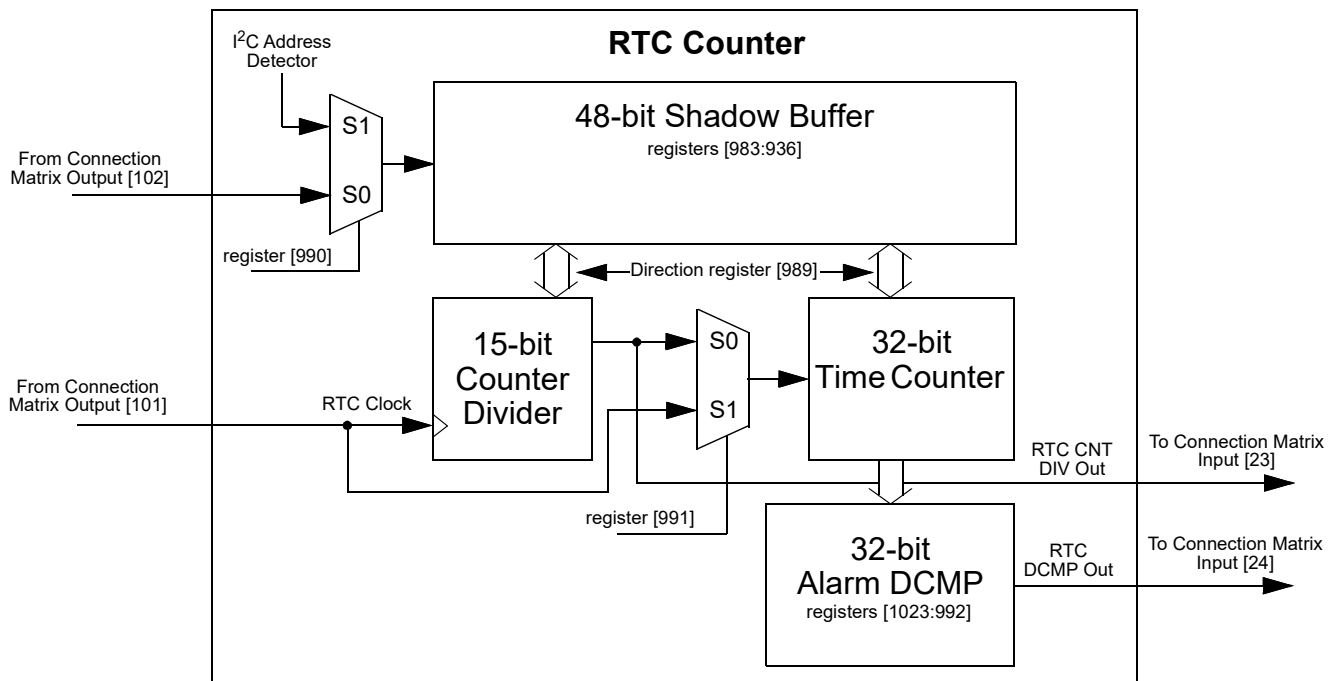 RTC Counter
I²C Address
Detector
48-bit Shadow Buffer
registers [983:936]
S1
S0
From Connection
Matrix Output [102]
register [990]
Direction register [989]
15-bit
Counter
Divider
S0
S1
32-bit
Time Counter
From Connection
Matrix Output [101]
RTC Clock
RTC CNT
DIV Out
To Connection Matrix
Input [23]
register [991]
32-bit
Alarm DCMP
registers [1023:992]
RTC
DCMP Out
To Connection Matrix
Input [24]